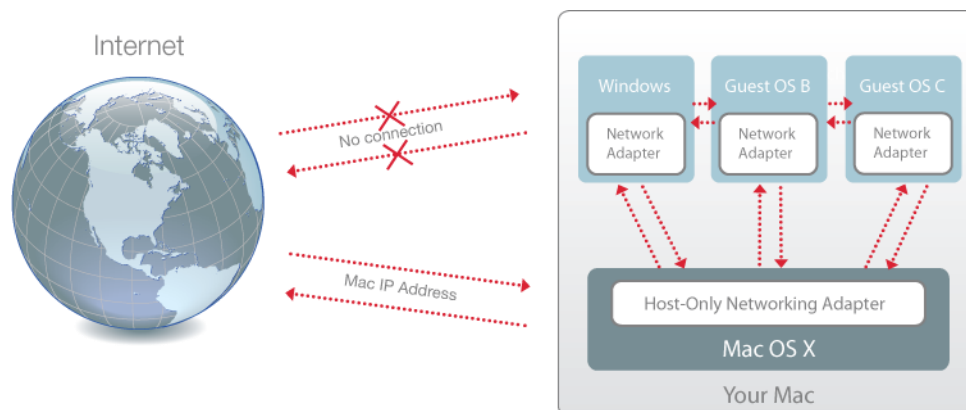 Internet
No connection
Mac IP Address
Windows
Network
Adapter
Guest OS B
Network
Adapter
Guest OS C
Network
Adapter
Host-Only Networking Adapter
Mac OS X
Your Mac